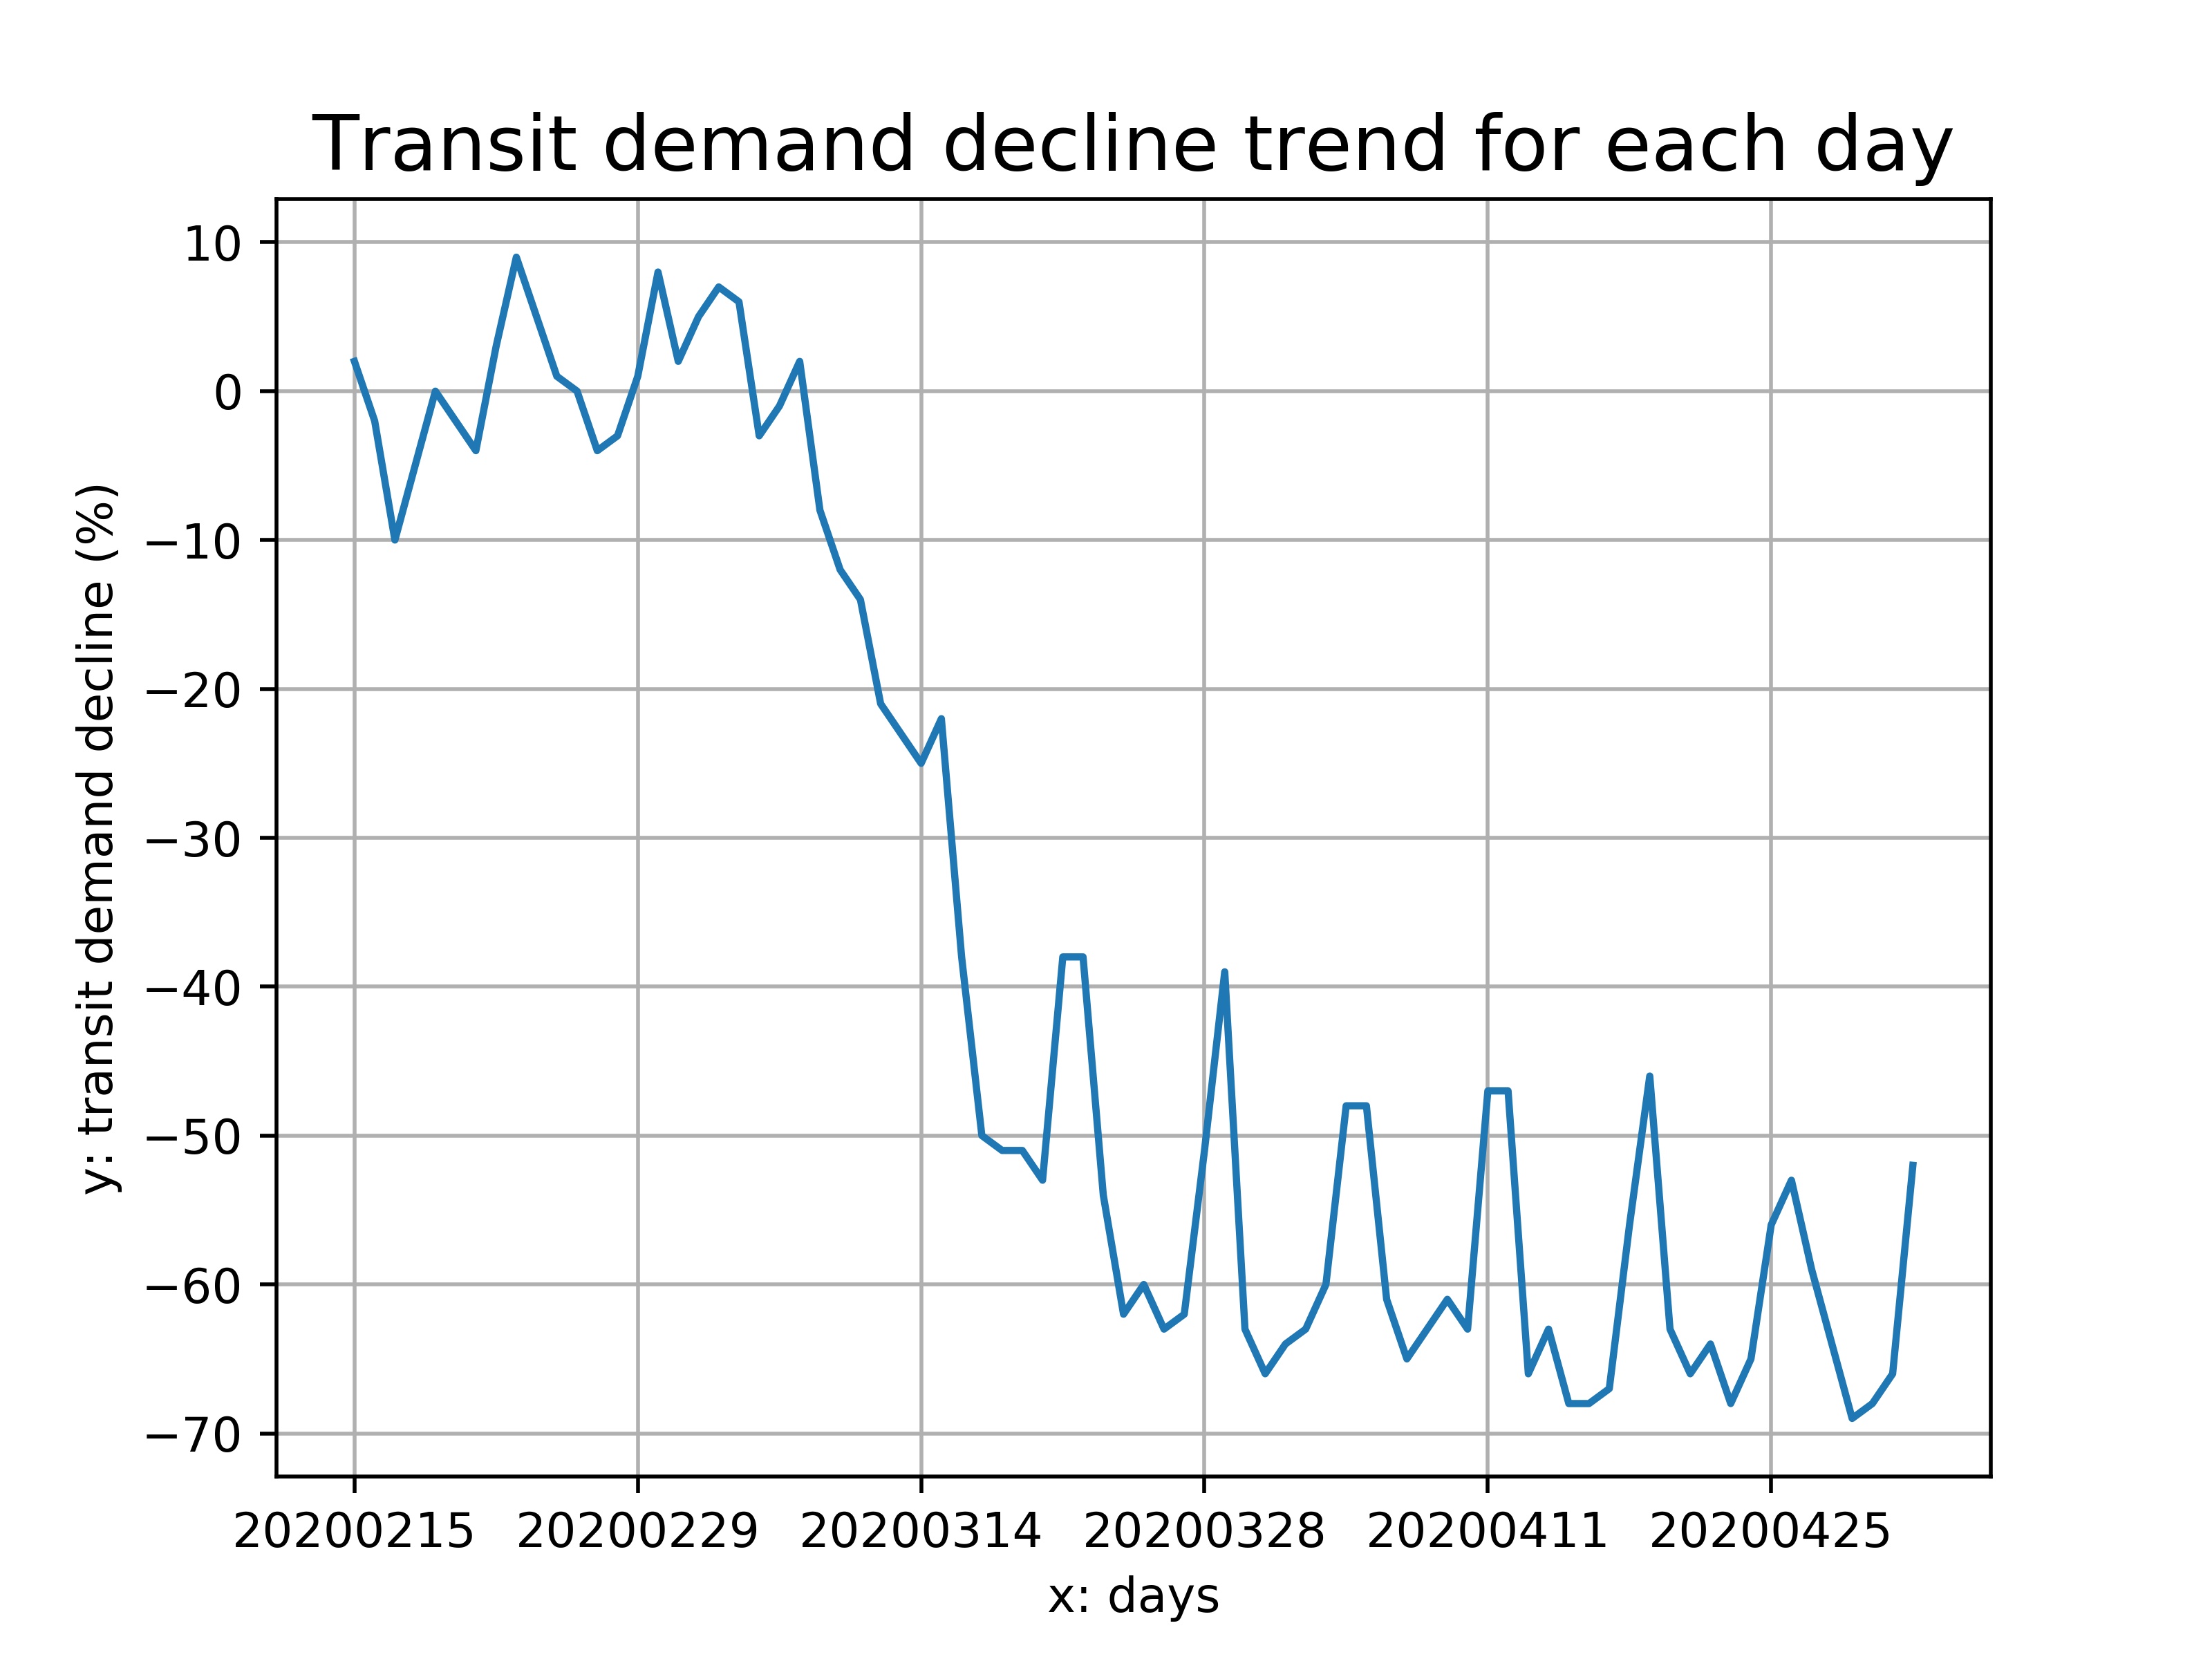 Transit demand decline trend for each day
y: transit demand decline (%)
10
0
−10
−20
−30
−40
−50
−60
−70
20200215 20200229 20200314 20200328 20200411 20200425
x: days